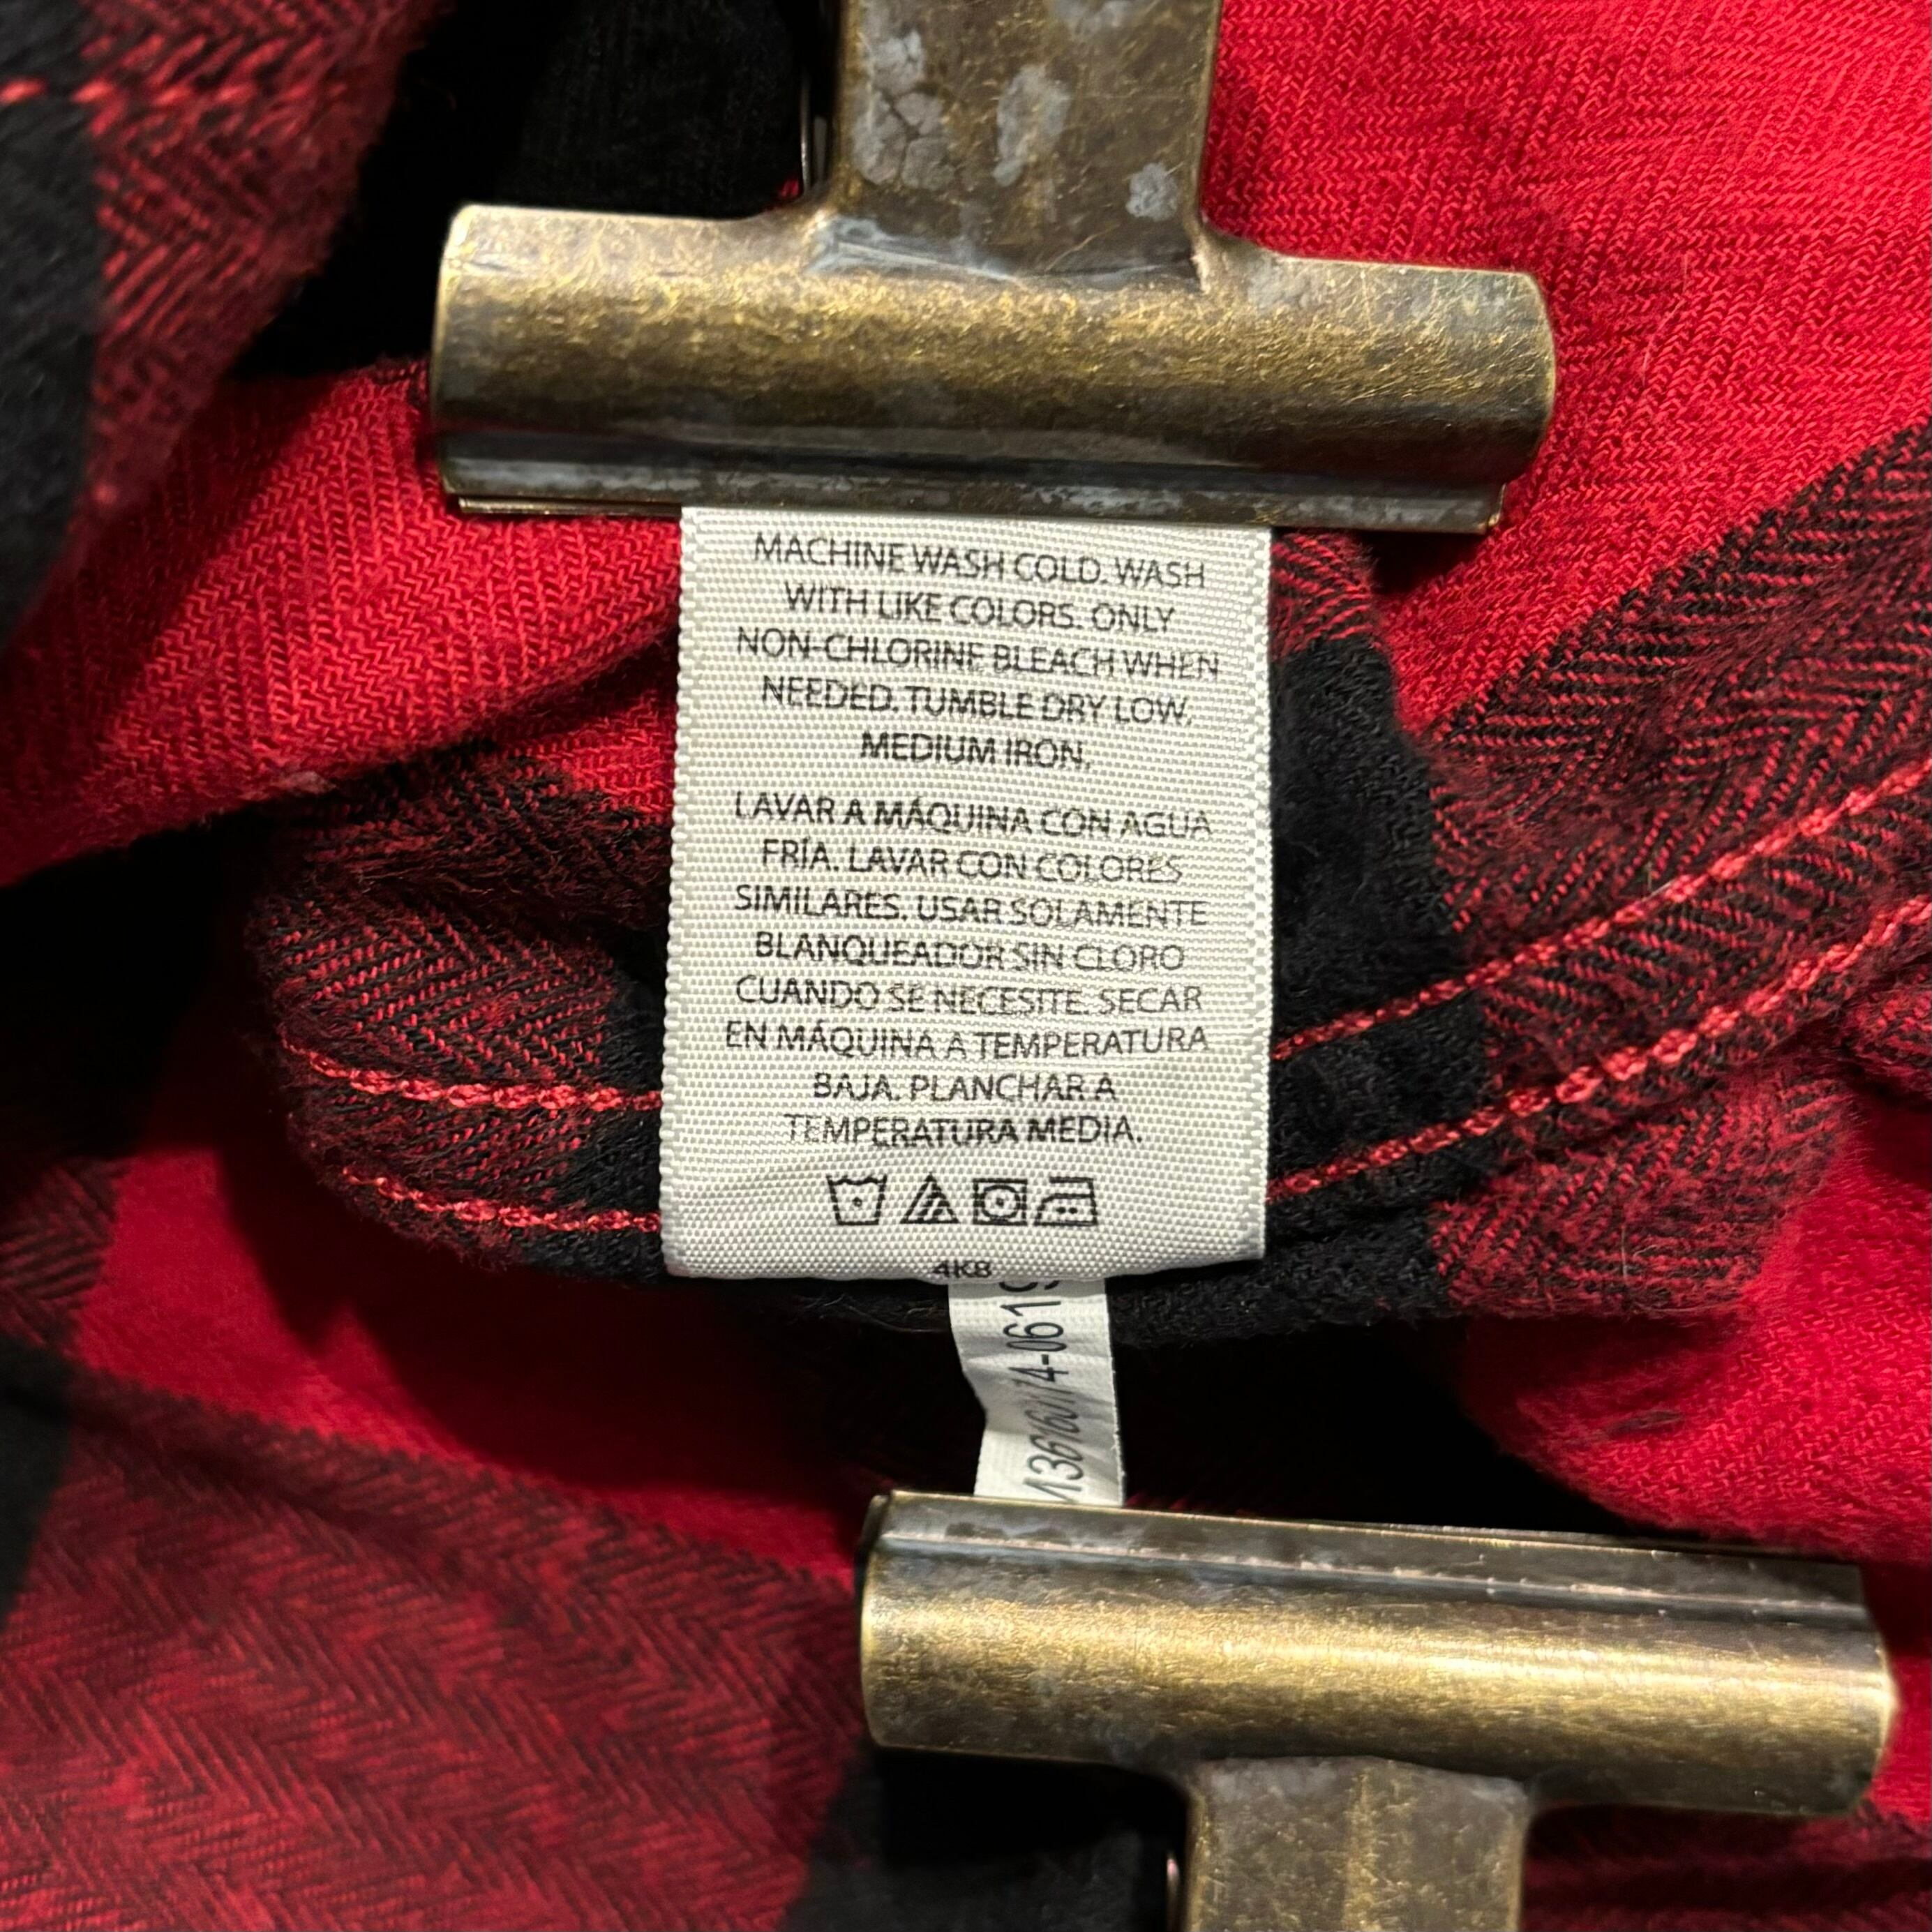 MACHINE WASH COLD. WASH
WITH LIKE COLORS. ONLY
NON-CHLORINE BLEACH WHEN
NEEDED. TUMBLE DRY LOW.
MEDIUM IRON.
LAVAR A MÁQUINA CON AGUA
FRÍA. LAVAR CON COLORES
SIMILARES. USAR SOLAMENTE
BLANQUEADOR SIN CLORO
CUANDO SE NECESITE. SECAR
EN MÁQUINA A TEMPERATURA
BAJA. PLANCHAR A
TEMPERATURA MEDIA.
4KB